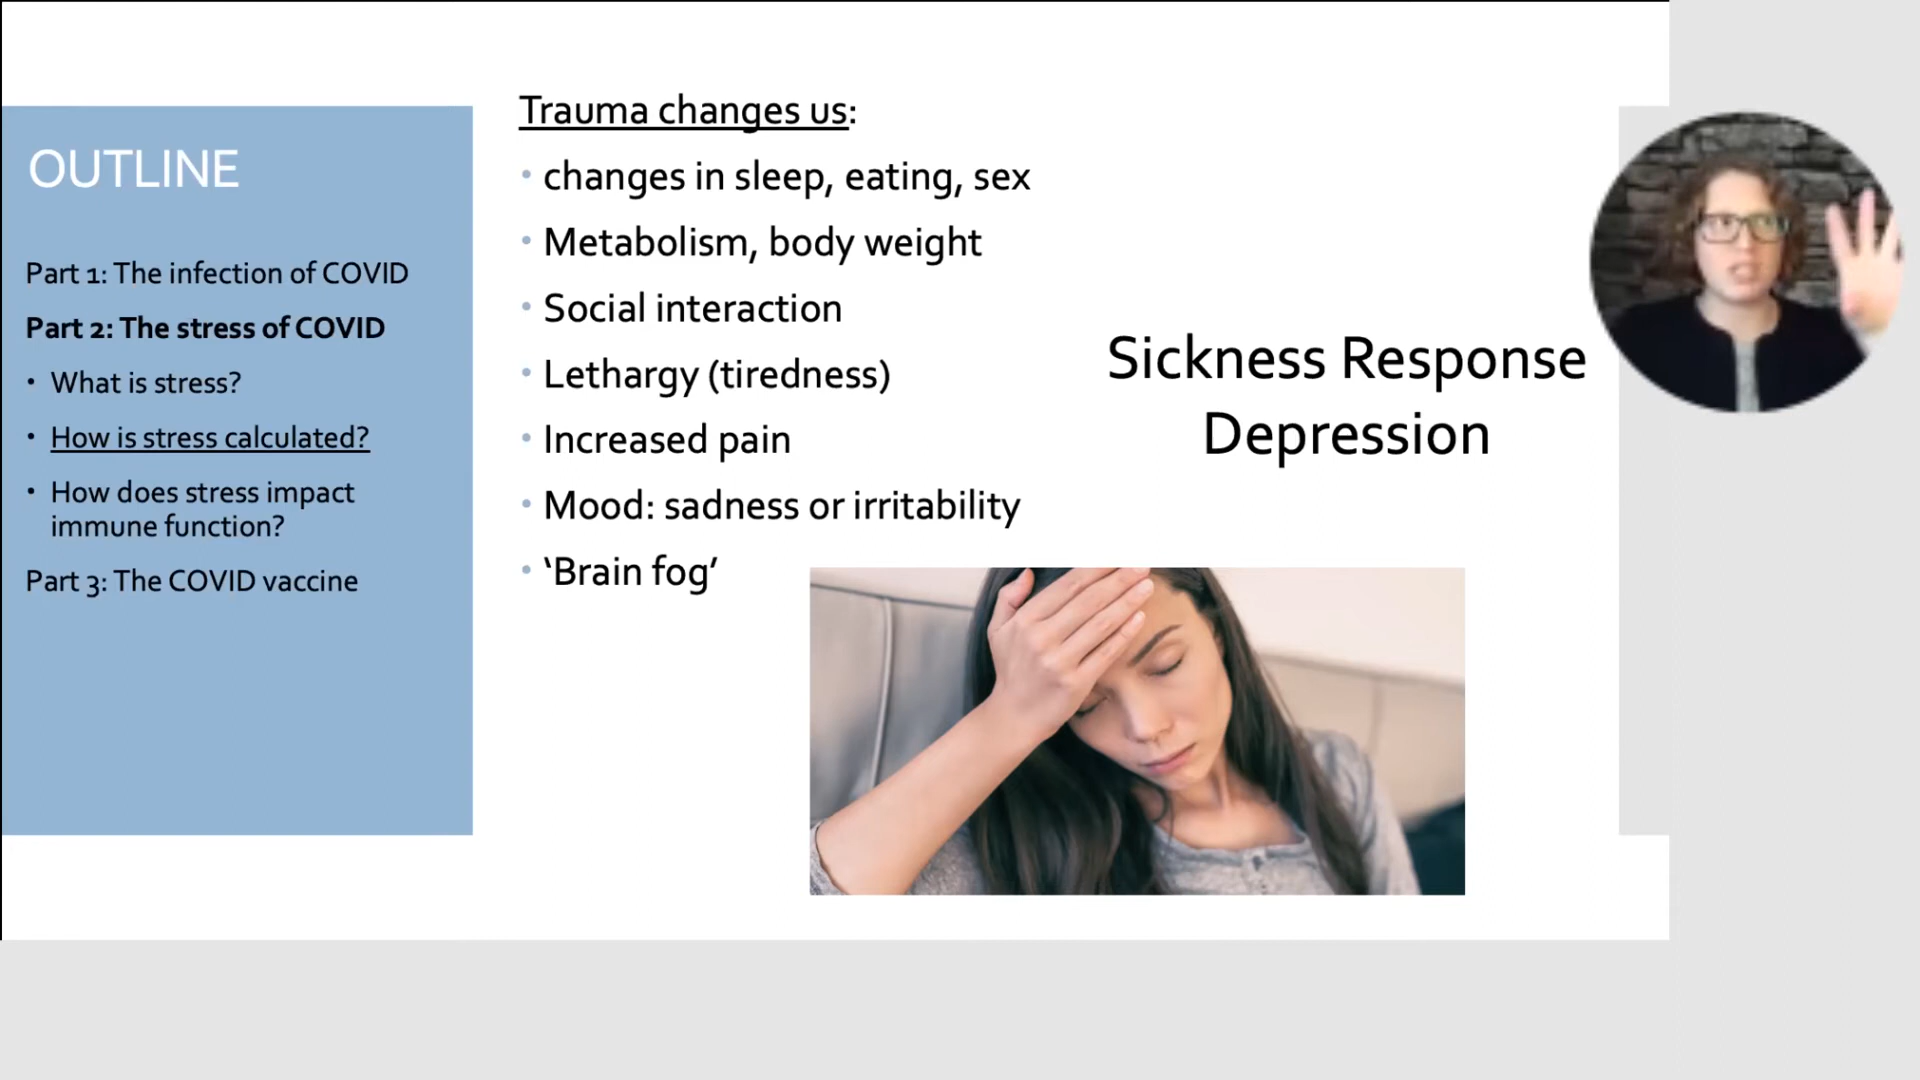 OUTLINE
Part 1: The infection of COVID
Part 2: The stress of COVID
• What is stress?
• How is stress calculated?
• How does stress impact
immune function?
Part 3: The COVID vaccine
Trauma changes us:
• changes in sleep, eating, sex
• Metabolism, body weight
• Social interaction
• Lethargy (tiredness)
• Increased pain
• Mood: sadness or irritability
• ‘Brain fog’
Sickness Response
Depression